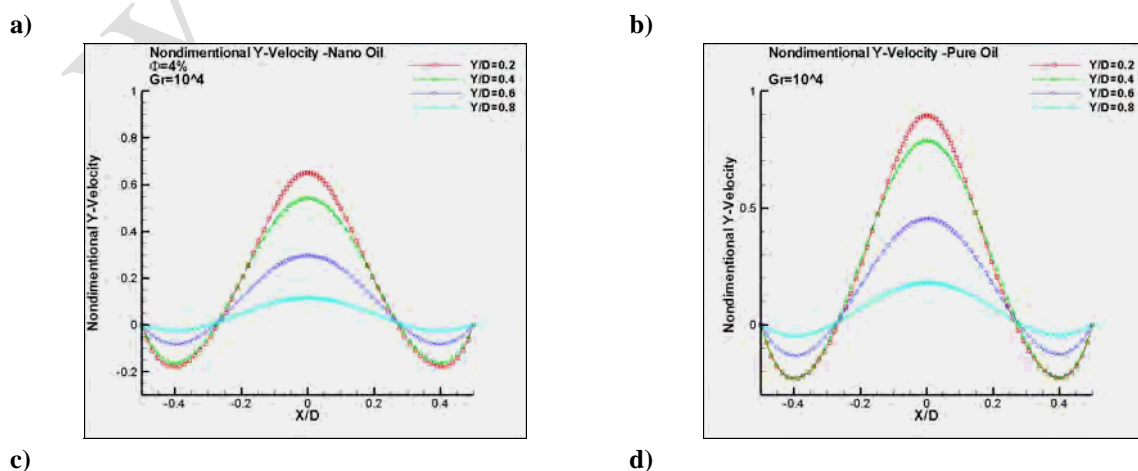 a)
b)
Nondimentional Y-Velocity -Nano Oil
Φ=4%
Gr=10^4
Y/D=0.2
Y/D=0.4
Y/D=0.6
Y/D=0.8
Nondimentional Y-Velocity
1
0.8
0.6
0.4
0.2
0
-0.2
-0.4
-0.2
0
0.2
0.4
X/D
Nondimentional Y-Velocity -Pure Oil
Gr=10^4
Y/D=0.2
Y/D=0.4
Y/D=0.6
Y/D=0.8
Nondimentional Y-Velocity
1
0.5
0
-0.4
-0.2
0
0.2
0.4
X/D
c)
d)